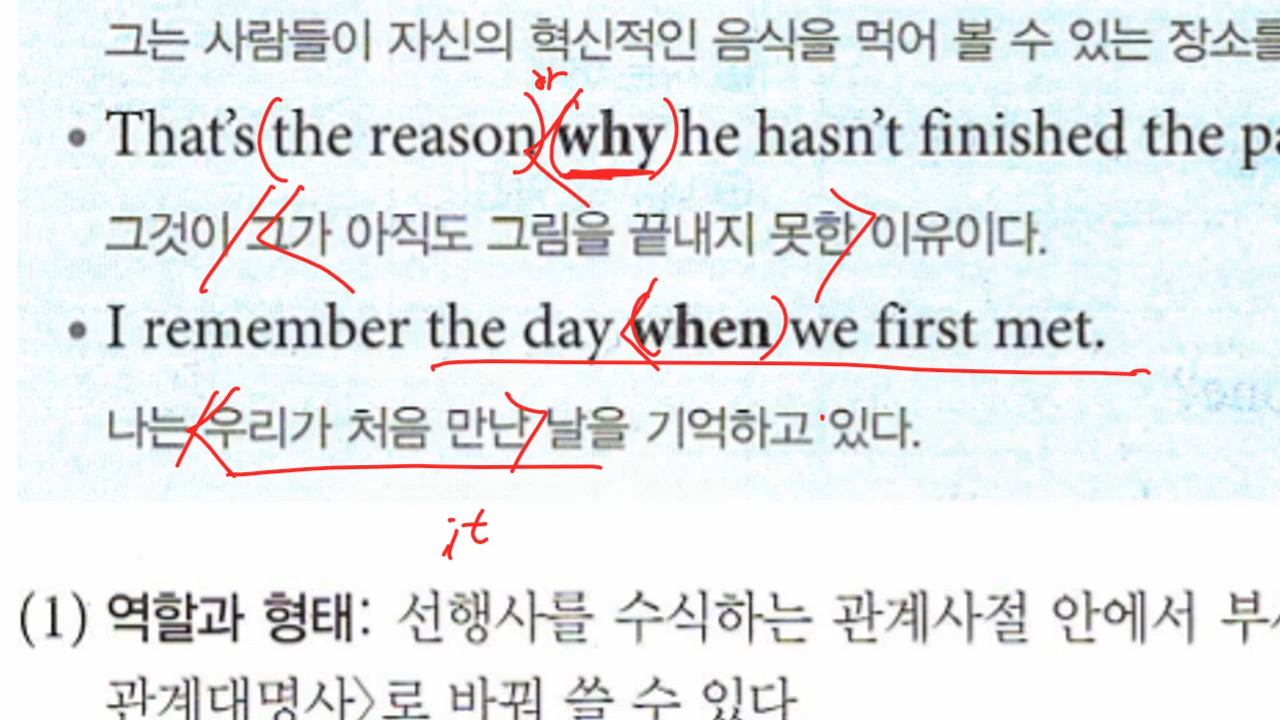 그는 사람들이 자신의 혁신적인 음식을 먹어 볼 수 있는 장소를
or
• That's the reason why he hasn't finished the
그것이 그가 아직도 그림을 끝내지 못한 이유이다.
• I remember the day when we first met.
나는 우리가 처음 만난 날을 기억하고 있다.
it
(1) 역할과 형태: 선행사를 수식하는 관계사절 안에서
관계대명사>로 바꿔 쓸 수 있다